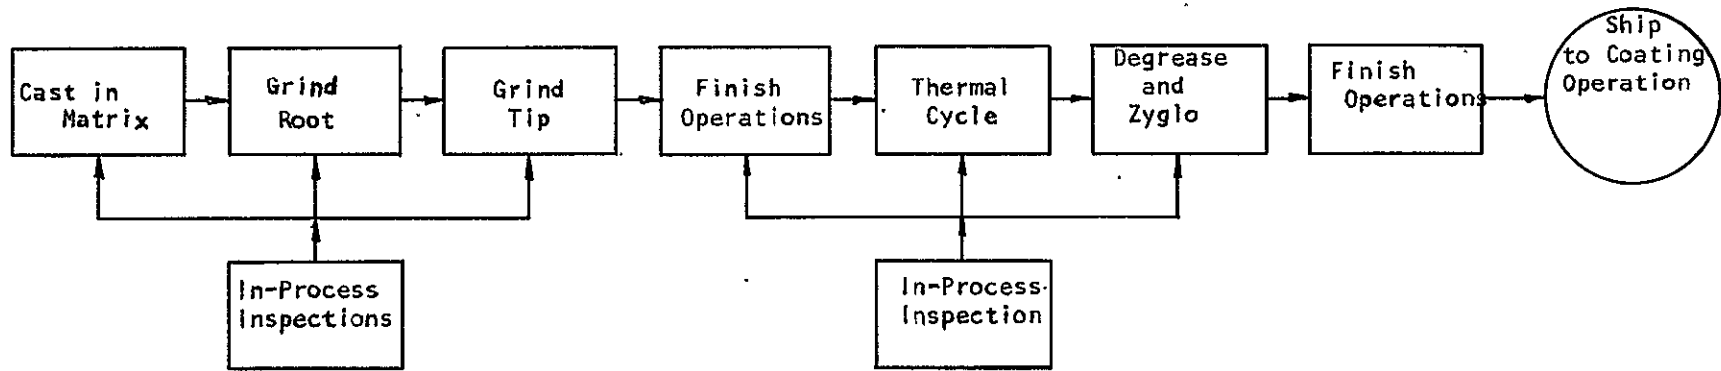 Cast in
Matrix
Grind
Root
Grind
Tip
Finish
Operations
Thermal
Cycle
Degrease
and
Zyglo
Finish
Operations
Ship
to Coating
Operation
In-Process
Inspections
In-Process
Inspection